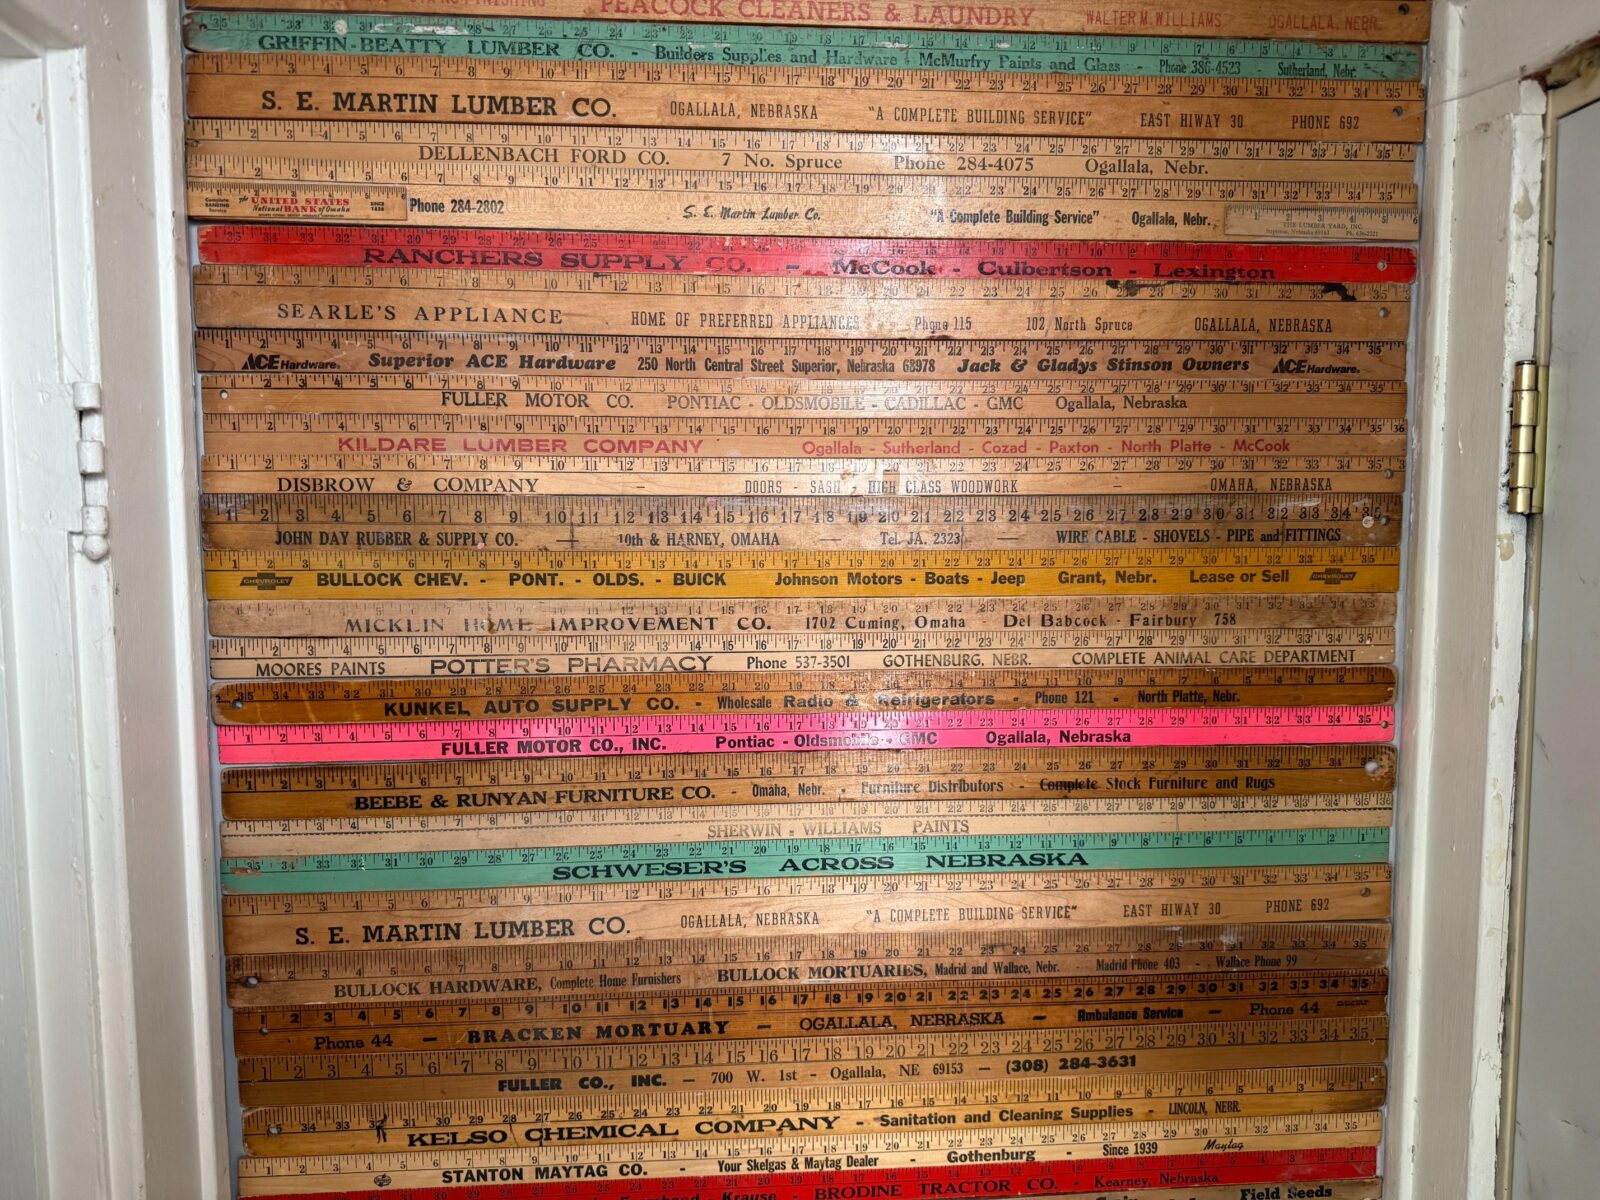 FINISHING PEACOCK CLEANERS & LAUNDRY WALTER M. WILLIAMS OGALLALA, NEBR.
GRIFFIN-BEATTY LUMBER CO. - Builders Supplies and Hardware - McMurfry Paints and Glass - Phone 386-4523 - Sutherland, Nebr.
S. E. MARTIN LUMBER CO. OGALLALA, NEBRASKA "A COMPLETE BUILDING SERVICE" EAST HIWAY 30 PHONE 692
DELLENBACH FORD CO. 7 No. Spruce Phone 284-4075 Ogallala, Nebr.
Complete BANKING Service The UNITED STATES National BANK of Omaha SINCE 1856 Phone 284-2802 S. E. Martin Lumber Co. "A Complete Building Service" Ogallala, Nebr. THE LUMBER YARD, INC.
RANCHERS SUPPLY CO. - McCook - Culbertson - Lexington
SEARLE'S APPLIANCE HOME OF PREFERRED APPLIANCES Phone 115 102 North Spruce OGALLALA, NEBRASKA
ACE Hardware. Superior ACE Hardware 250 North Central Street Superior, Nebraska 68978 Jack & Gladys Stinson Owners ACE Hardware.
FULLER MOTOR CO. PONTIAC - OLDSMOBILE - CADILLAC - GMC Ogallala, Nebraska
KILDARE LUMBER COMPANY Ogallala - Sutherland - Cozad - Paxton - North Platte - McCook
DISBROW & COMPANY - DOORS - SASH - HIGH CLASS WOODWORK - OMAHA, NEBRASKA
JOHN DAY RUBBER & SUPPLY CO. — 10th & HARNEY, OMAHA — Tel. JA. 2323 — WIRE CABLE - SHOVELS - PIPE and FITTINGS
CHEVROLET BULLOCK CHEV. - PONT. - OLDS. - BUICK Johnson Motors - Boats - Jeep Grant, Nebr. Lease or Sell CHEVROLET
MICKLIN HOME IMPROVEMENT CO. 1702 Cuming, Omaha - Del Babcock - Fairbury 758
MOORES PAINTS POTTER'S PHARMACY Phone 537-3501 GOTHENBURG, NEBR. COMPLETE ANIMAL CARE DEPARTMENT
KUNKEL AUTO SUPPLY CO. - Wholesale Radio & Refrigerators - Phone 121 - North Platte, Nebr.
FULLER MOTOR CO., INC. Pontiac - Oldsmobile - GMC Ogallala, Nebraska
BEEBE & RUNYAN FURNITURE CO. - Omaha, Nebr. - Furniture Distributors - Complete Stock Furniture and Rugs
SHERWIN - WILLIAMS PAINTS
SCHWESER'S ACROSS NEBRASKA
S. E. MARTIN LUMBER CO. OGALLALA, NEBRASKA "A COMPLETE BUILDING SERVICE" EAST HIWAY 30 PHONE 692
BULLOCK HARDWARE, Complete Home Furnishers - BULLOCK MORTUARIES, Madrid and Wallace, Nebr. - Madrid Phone 403 - Wallace Phone 99
Phone 44 — BRACKEN MORTUARY — OGALLALA, NEBRASKA — Ambulance Service — Phone 44
FULLER CO., INC. — 700 W. 1st - Ogallala, NE 69153 — (308) 284-3631
KELSO CHEMICAL COMPANY - Sanitation and Cleaning Supplies - LINCOLN, NEBR.
STANTON MAYTAG CO. - Your Skelgas & Maytag Dealer - Gothenburg - Since 1939 Maytag
Krause - BRODINE TRACTOR CO. - Kearney, Nebraska
Field Seeds